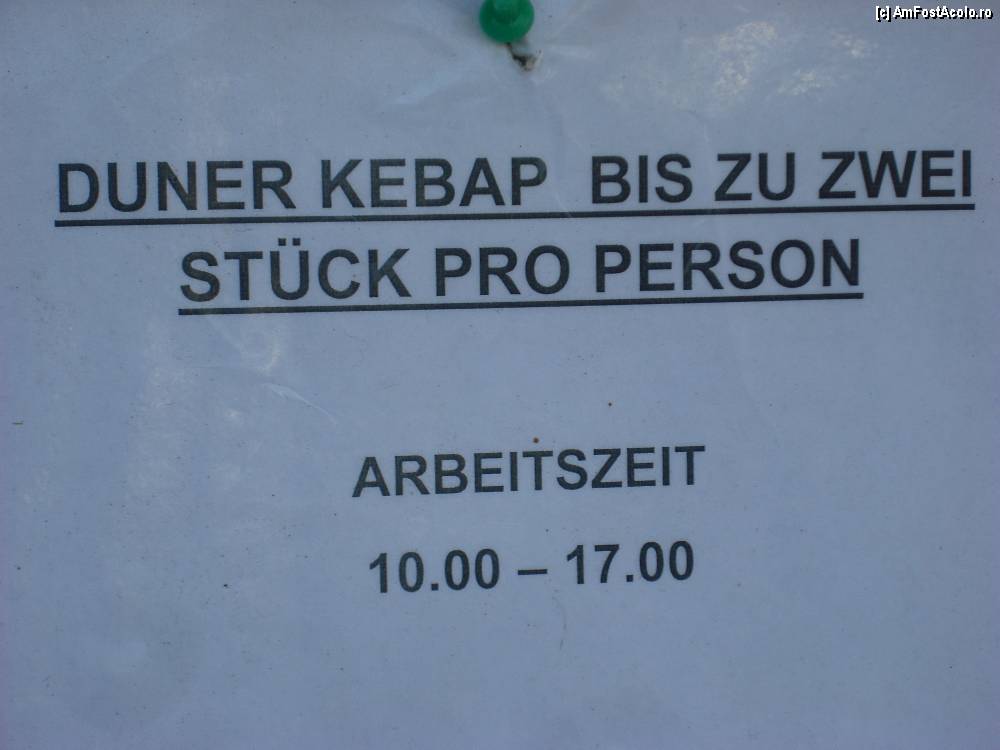 [c] AmFostAcolo.ro
DUNER KEBAP BIS ZU ZWEI
STÜCK PRO PERSON
ARBEITSZEIT
10.00 – 17.00